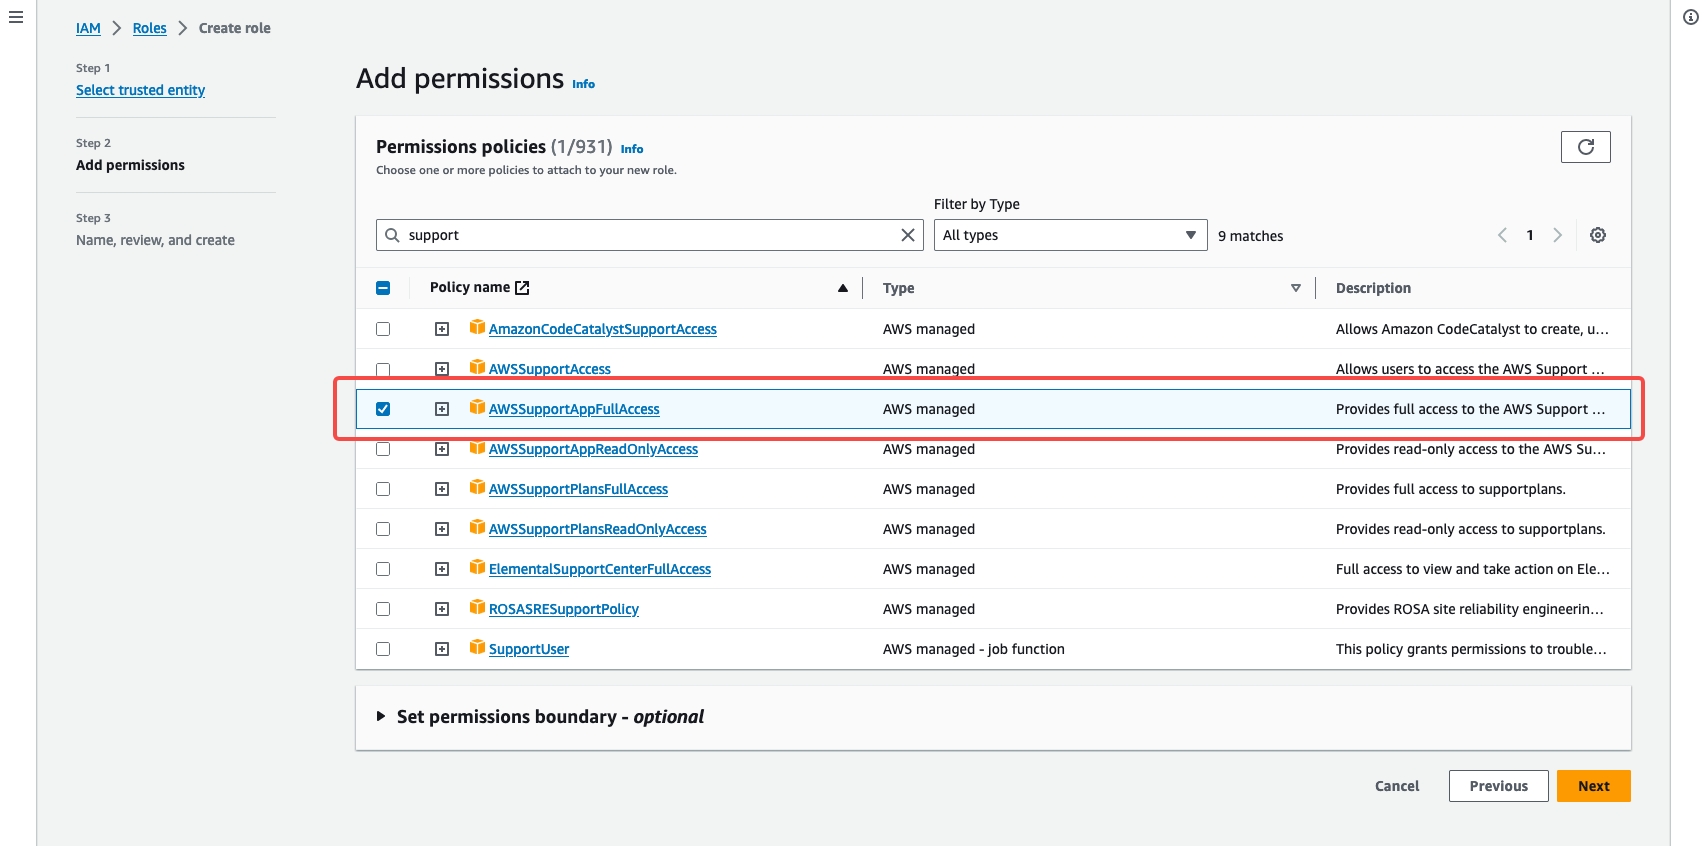 IAM > Roles > Create role
Step 1
Select trusted entity
Step 2
Add permissions
Step 3
Name, review, and create
Add permissions Info
Permissions policies (1/931) Info
Choose one or more policies to attach to your new role.
Filter by Type
support All types 9 matches 1
Policy name Type Description
AmazonCodeCatalystSupportAccess AWS managed Allows Amazon CodeCatalyst to create, u...
AWSSupportAccess AWS managed Allows users to access the AWS Support ...
AWSSupportAppFullAccess AWS managed Provides full access to the AWS Support ...
AWSSupportAppReadOnlyAccess AWS managed Provides read-only access to the AWS Su...
AWSSupportPlansFullAccess AWS managed Provides full access to supportplans.
AWSSupportPlansReadOnlyAccess AWS managed Provides read-only access to supportplans.
ElementalSupportCenterFullAccess AWS managed Full access to view and take action on Ele...
ROSASRESupportPolicy AWS managed Provides ROSA site reliability engineerin...
SupportUser AWS managed - job function This policy grants permissions to trouble...
Set permissions boundary - optional
Cancel Previous Next